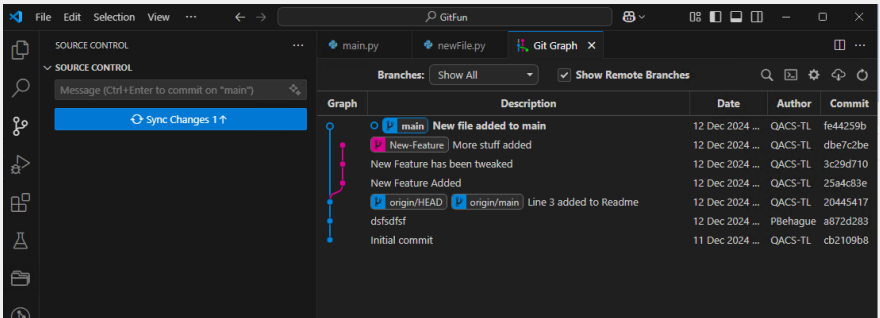 File Edit Selection View ··· GitFun
SOURCE CONTROL ···
main.py newFile.py Git Graph
SOURCE CONTROL
Message (Ctrl+Enter to commit on "main")
Sync Changes 1↑
Branches: Show All Show Remote Branches
Graph Description Date Author Commit
main New file added to main 12 Dec 2024 ... QACS-TL fe44259b
New-Feature More stuff added 12 Dec 2024 ... QACS-TL dbe7c2be
New Feature has been tweaked 12 Dec 2024 ... QACS-TL 3c29d710
New Feature Added 12 Dec 2024 ... QACS-TL 25a4c83e
origin/HEAD origin/main Line 3 added to Readme 12 Dec 2024 ... QACS-TL 20445417
dsfsdfsf 12 Dec 2024 ... PBehague a872d283
Initial commit 11 Dec 2024 ... QACS-TL cb2109b8